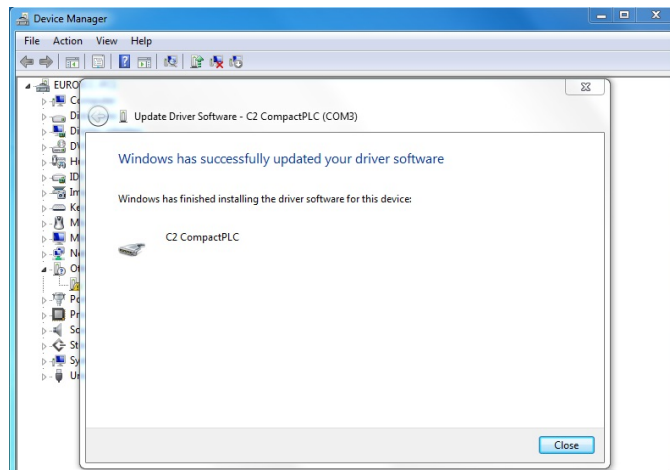 Device Manager
File Action View Help
EURO
Update Driver Software - C2 CompactPLC (COM3)
Windows has successfully updated your driver software
Windows has finished installing the driver software for this device:
C2 CompactPLC
Close